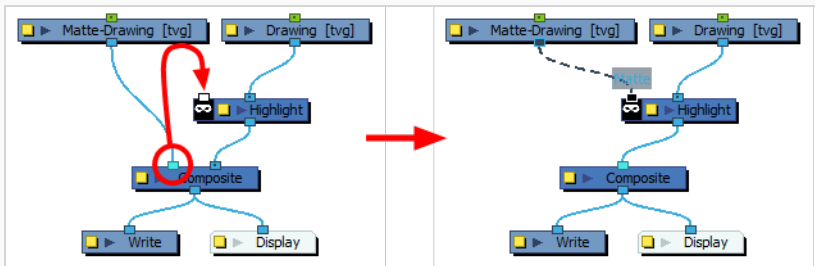 Matte-Drawing [tvg]
Drawing [tvg]
Highlight
Composite
Write
Display
Matte-Drawing [tvg]
Drawing [tvg]
Matte
Highlight
Composite
Write
Display